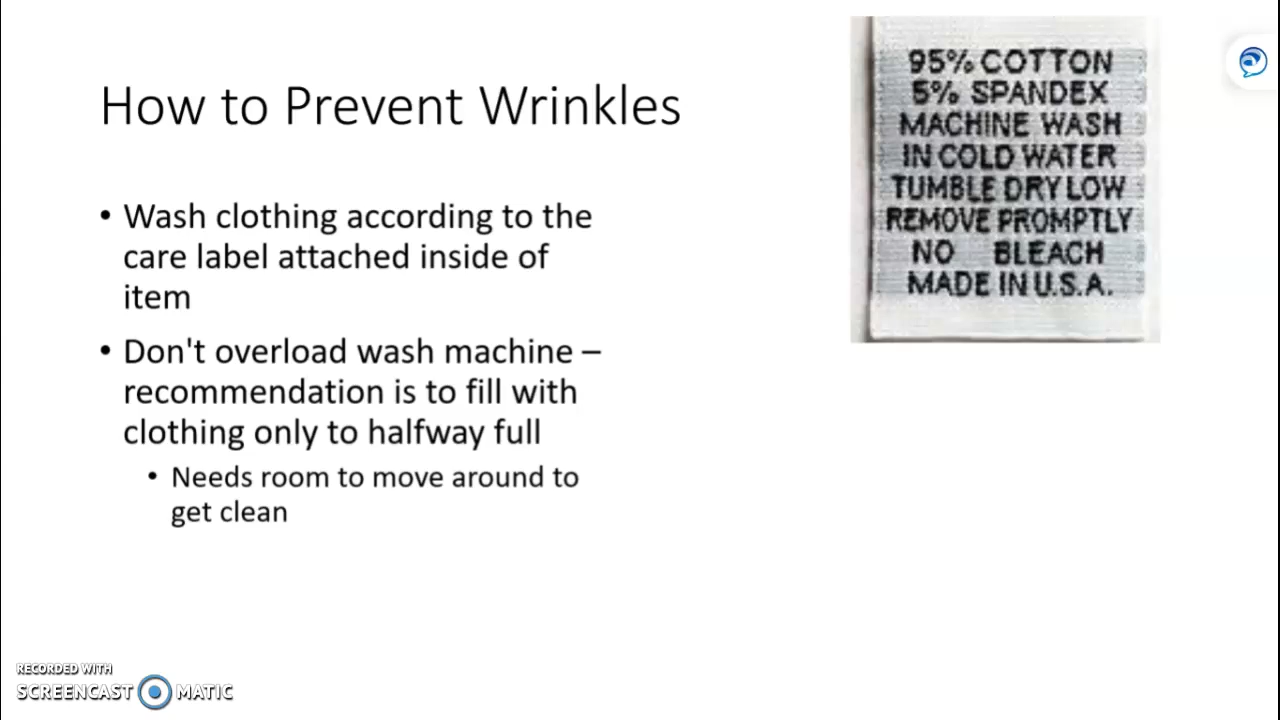 How to Prevent Wrinkles
• Wash clothing according to the
care label attached inside of
item
• Don't overload wash machine –
recommendation is to fill with
clothing only to halfway full
• Needs room to move around to
get clean
95% COTTON
5% SPANDEX
MACHINE WASH
IN COLD WATER
TUMBLE DRY LOW
REMOVE PROMPTLY
NO BLEACH
MADE IN U.S.A.
RECORDED WITH
SCREENCAST MATIC